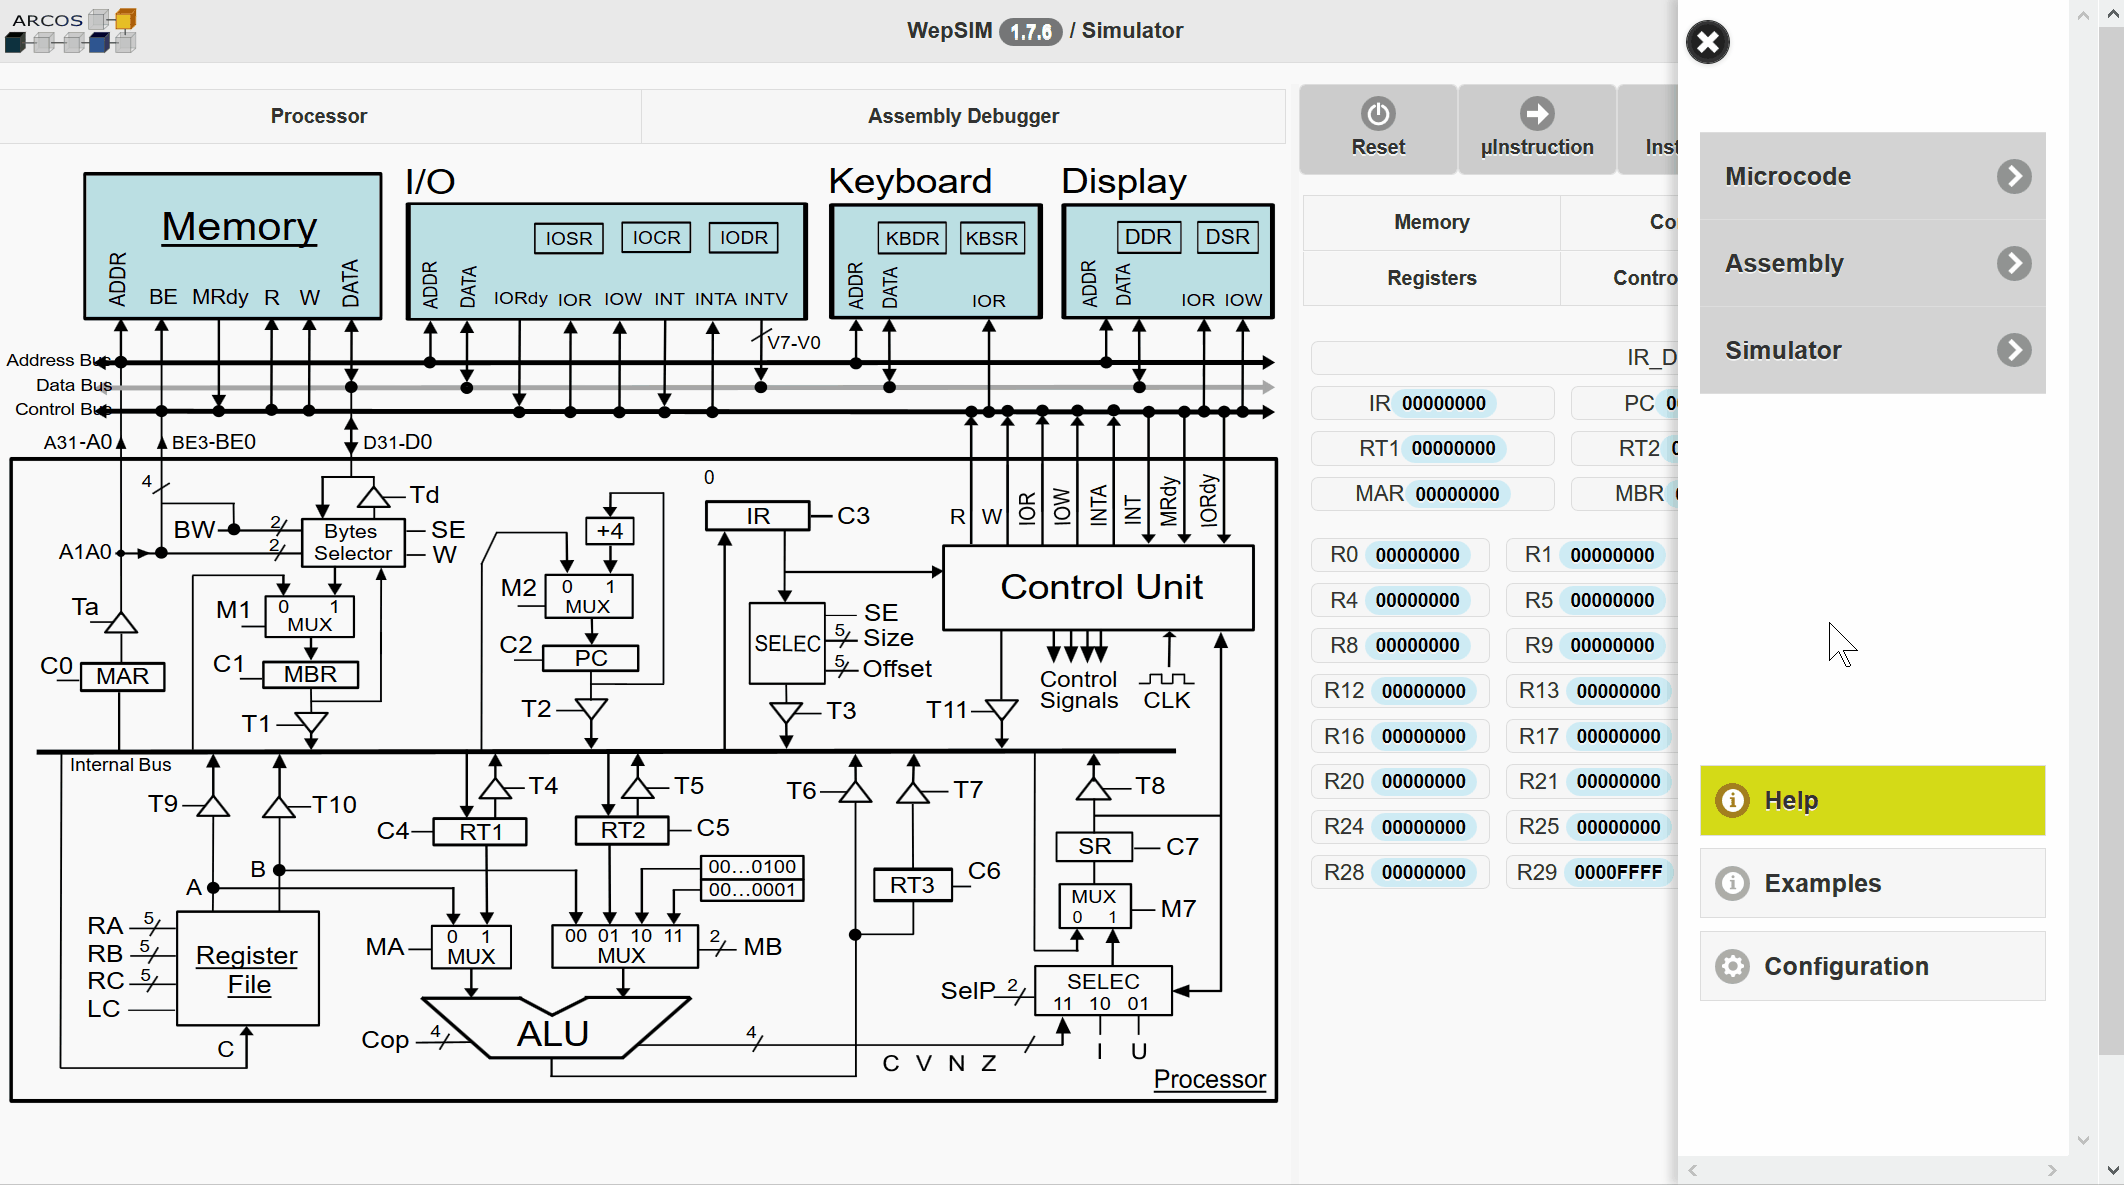 ARCOS
WepSIM 1.7.6 / Simulator
Processor
Assembly Debugger
Reset
µInstruction
Inst
Microcode
Assembly
Simulator
Help
Examples
Configuration
Memory
Co
Registers
Contro
IR_D
IR 00000000
PC 0
RT1 00000000
RT2 0
MAR 00000000
MBR
R0 00000000
R1 00000000
R4 00000000
R5 00000000
R8 00000000
R9 00000000
R12 00000000
R13 00000000
R16 00000000
R17 00000000
R20 00000000
R21 00000000
R24 00000000
R25 00000000
R28 00000000
R29 0000FFFF
Memory
ADDR BE MRdy R W DATA
I/O
IOSR IOCR IODR
ADDR DATA IORdy IOR IOW INT INTA INTV
Keyboard
KBDR KBSR
ADDR DATA IOR
Display
DDR DSR
ADDR DATA IOR IOW
V7-V0
Address Bus
Data Bus
Control Bus
A31-A0 BE3-BE0 D31-D0
4
Td
BW 2
A1A0 2
Bytes
Selector
SE
W
Ta
M1
0 1
MUX
C0 MAR
C1 MBR
T1
+4
M2
0 1
MUX
C2 PC
T2
0
IR C3
SELEC
SE
5 Size
5 Offset
T3
R W IOR IOW INTA INT MRdy IORdy
Control Unit
Control
Signals
CLK
T11
Internal Bus
T9 T10 T4 T5 T6 T7 T8
C4 RT1
RT2 C5
00...0100
00...0001
RT3 C6
SR C7
MUX
0 1
M7
A B
RA 5
RB 5
RC 5
LC
Register
File
C
MA
0 1
MUX
00 01 10 11
MUX
2 MB
Cop 4
ALU
4
C V N Z
SelP 2
SELEC
11 10 01
I U
Processor